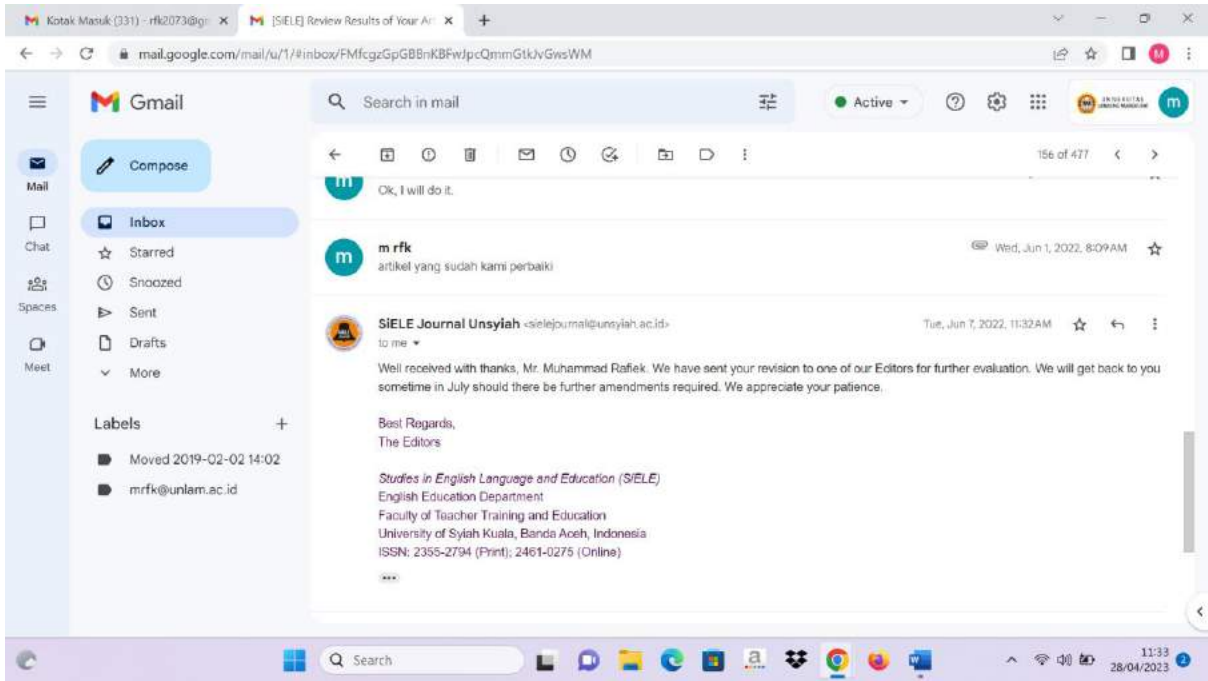 Kotak Masuk (331) - rfk2073@gm
[SiELE] Review Results of Your Ar
mail.google.com/mail/u/1/#inbox/FMfcgzGpGBBnKBFwJpcQmmGtkJvGwsWM
M
Gmail
Search in mail
Active
UNIVERSITAS
m
Compose
156 of 477
Mail
Chat
Spaces
Meet
Inbox
Starred
Snoozed
Sent
Drafts
More
Labels
Moved 2019-02-02 14:02
mrfk@unlam.ac.id
m
Ok, I will do it.
m
m rfk
Wed, Jun 1, 2022, 8:09 AM
artikel yang sudah kami perbaiki
SiELE Journal Unsyiah <sielejournal@unsyiah.ac.id>
Tue, Jun 7, 2022, 11:32 AM
to me
Well received with thanks, Mr. Muhammad Rafiek. We have sent your revision to one of our Editors for further evaluation. We will get back to you
sometime in July should there be further amendments required. We appreciate your patience.
Best Regards,
The Editors
Studies in English Language and Education (SiELE)
English Education Department
Faculty of Teacher Training and Education
University of Syiah Kuala, Banda Aceh, Indonesia
ISSN: 2355-2794 (Print); 2461-0275 (Online)
Search
a
11:33
28/04/2023
2